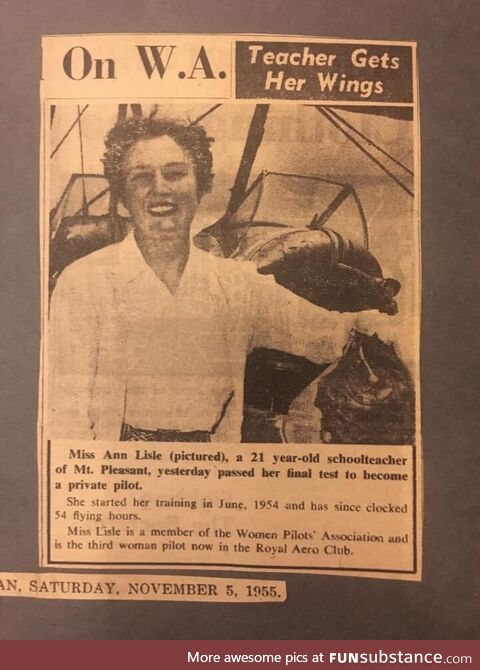 On W.A.
Teacher Gets
Her Wings
Miss Ann Lisle (pictured), a 21 year-old schoolteacher
of Mt. Pleasant, yesterday passed her final test to become
a private pilot.
She started her training in June, 1954 and has since clocked
54 flying hours.
Miss Lisle is a member of the Women Pilots' Association and
is the third woman pilot now in the Royal Aero Club.
AN, SATURDAY, NOVEMBER 5, 1955.
More awesome pics at FUNsubstance.com